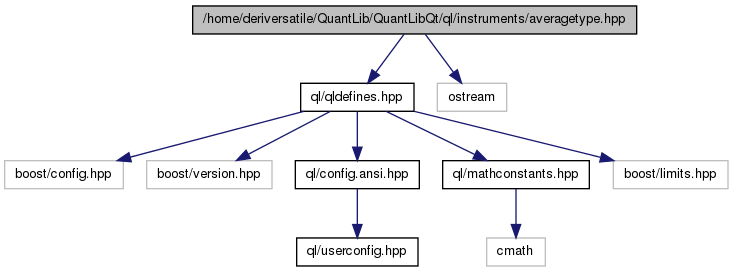 /home/deriversatile/QuantLib/QuantLibQt/ql/instruments/averagetype.hpp
ql/qldefines.hpp
ostream
boost/config.hpp
boost/version.hpp
ql/config.ansi.hpp
ql/mathconstants.hpp
boost/limits.hpp
ql/userconfig.hpp
cmath